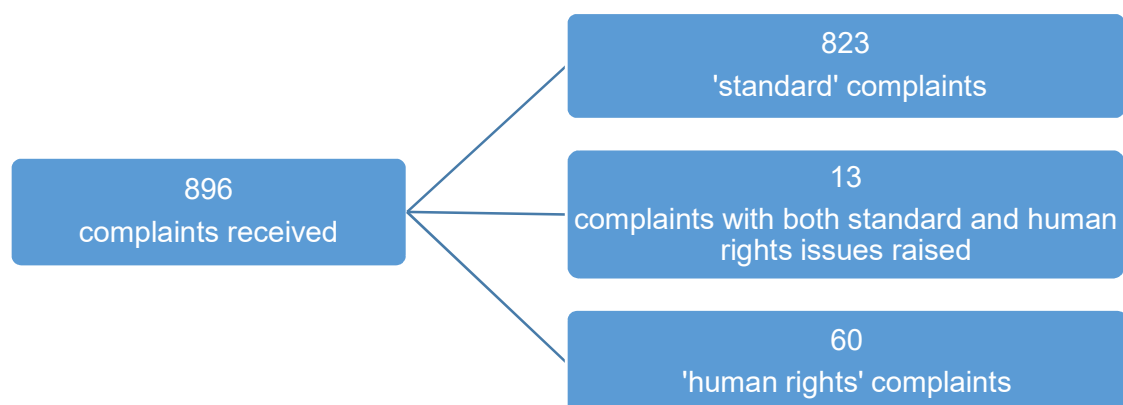 896
complaints received
823
'standard' complaints
13
complaints with both standard and human
rights issues raised
60
'human rights' complaints